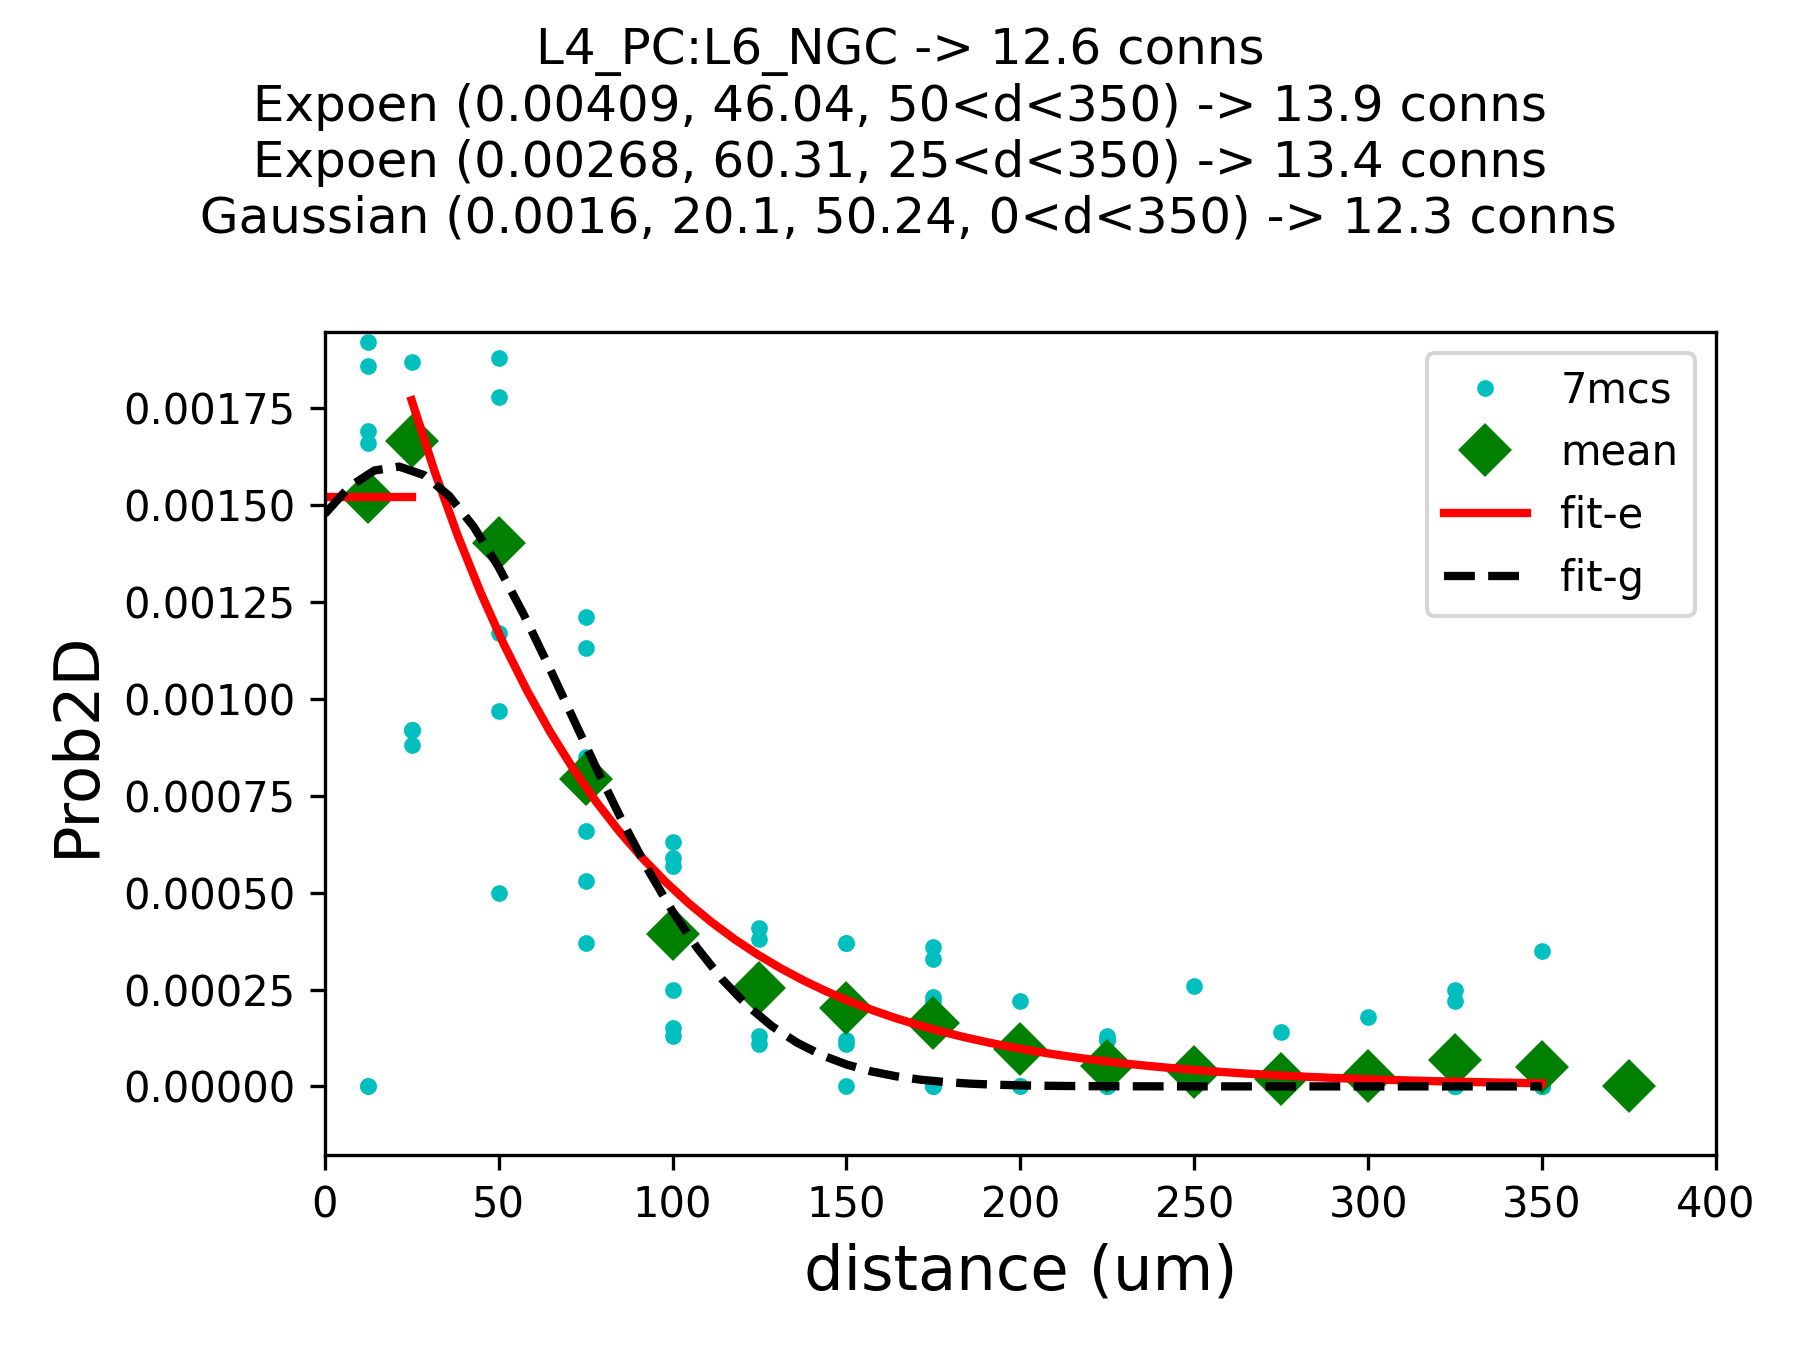 L4_PC:L6_NGC -> 12.6 conns
Expoen (0.00409, 46.04, 50<d<350) -> 13.9 conns
Expoen (0.00268, 60.31, 25<d<350) -> 13.4 conns
Gaussian (0.0016, 20.1, 50.24, 0<d<350) -> 12.3 conns
7mcs
mean
fit-e
fit-g
Prob2D
0.00175
0.00150
0.00125
0.00100
0.00075
0.00050
0.00025
0.00000
0 50 100 150 200 250 300 350 400
distance (um)